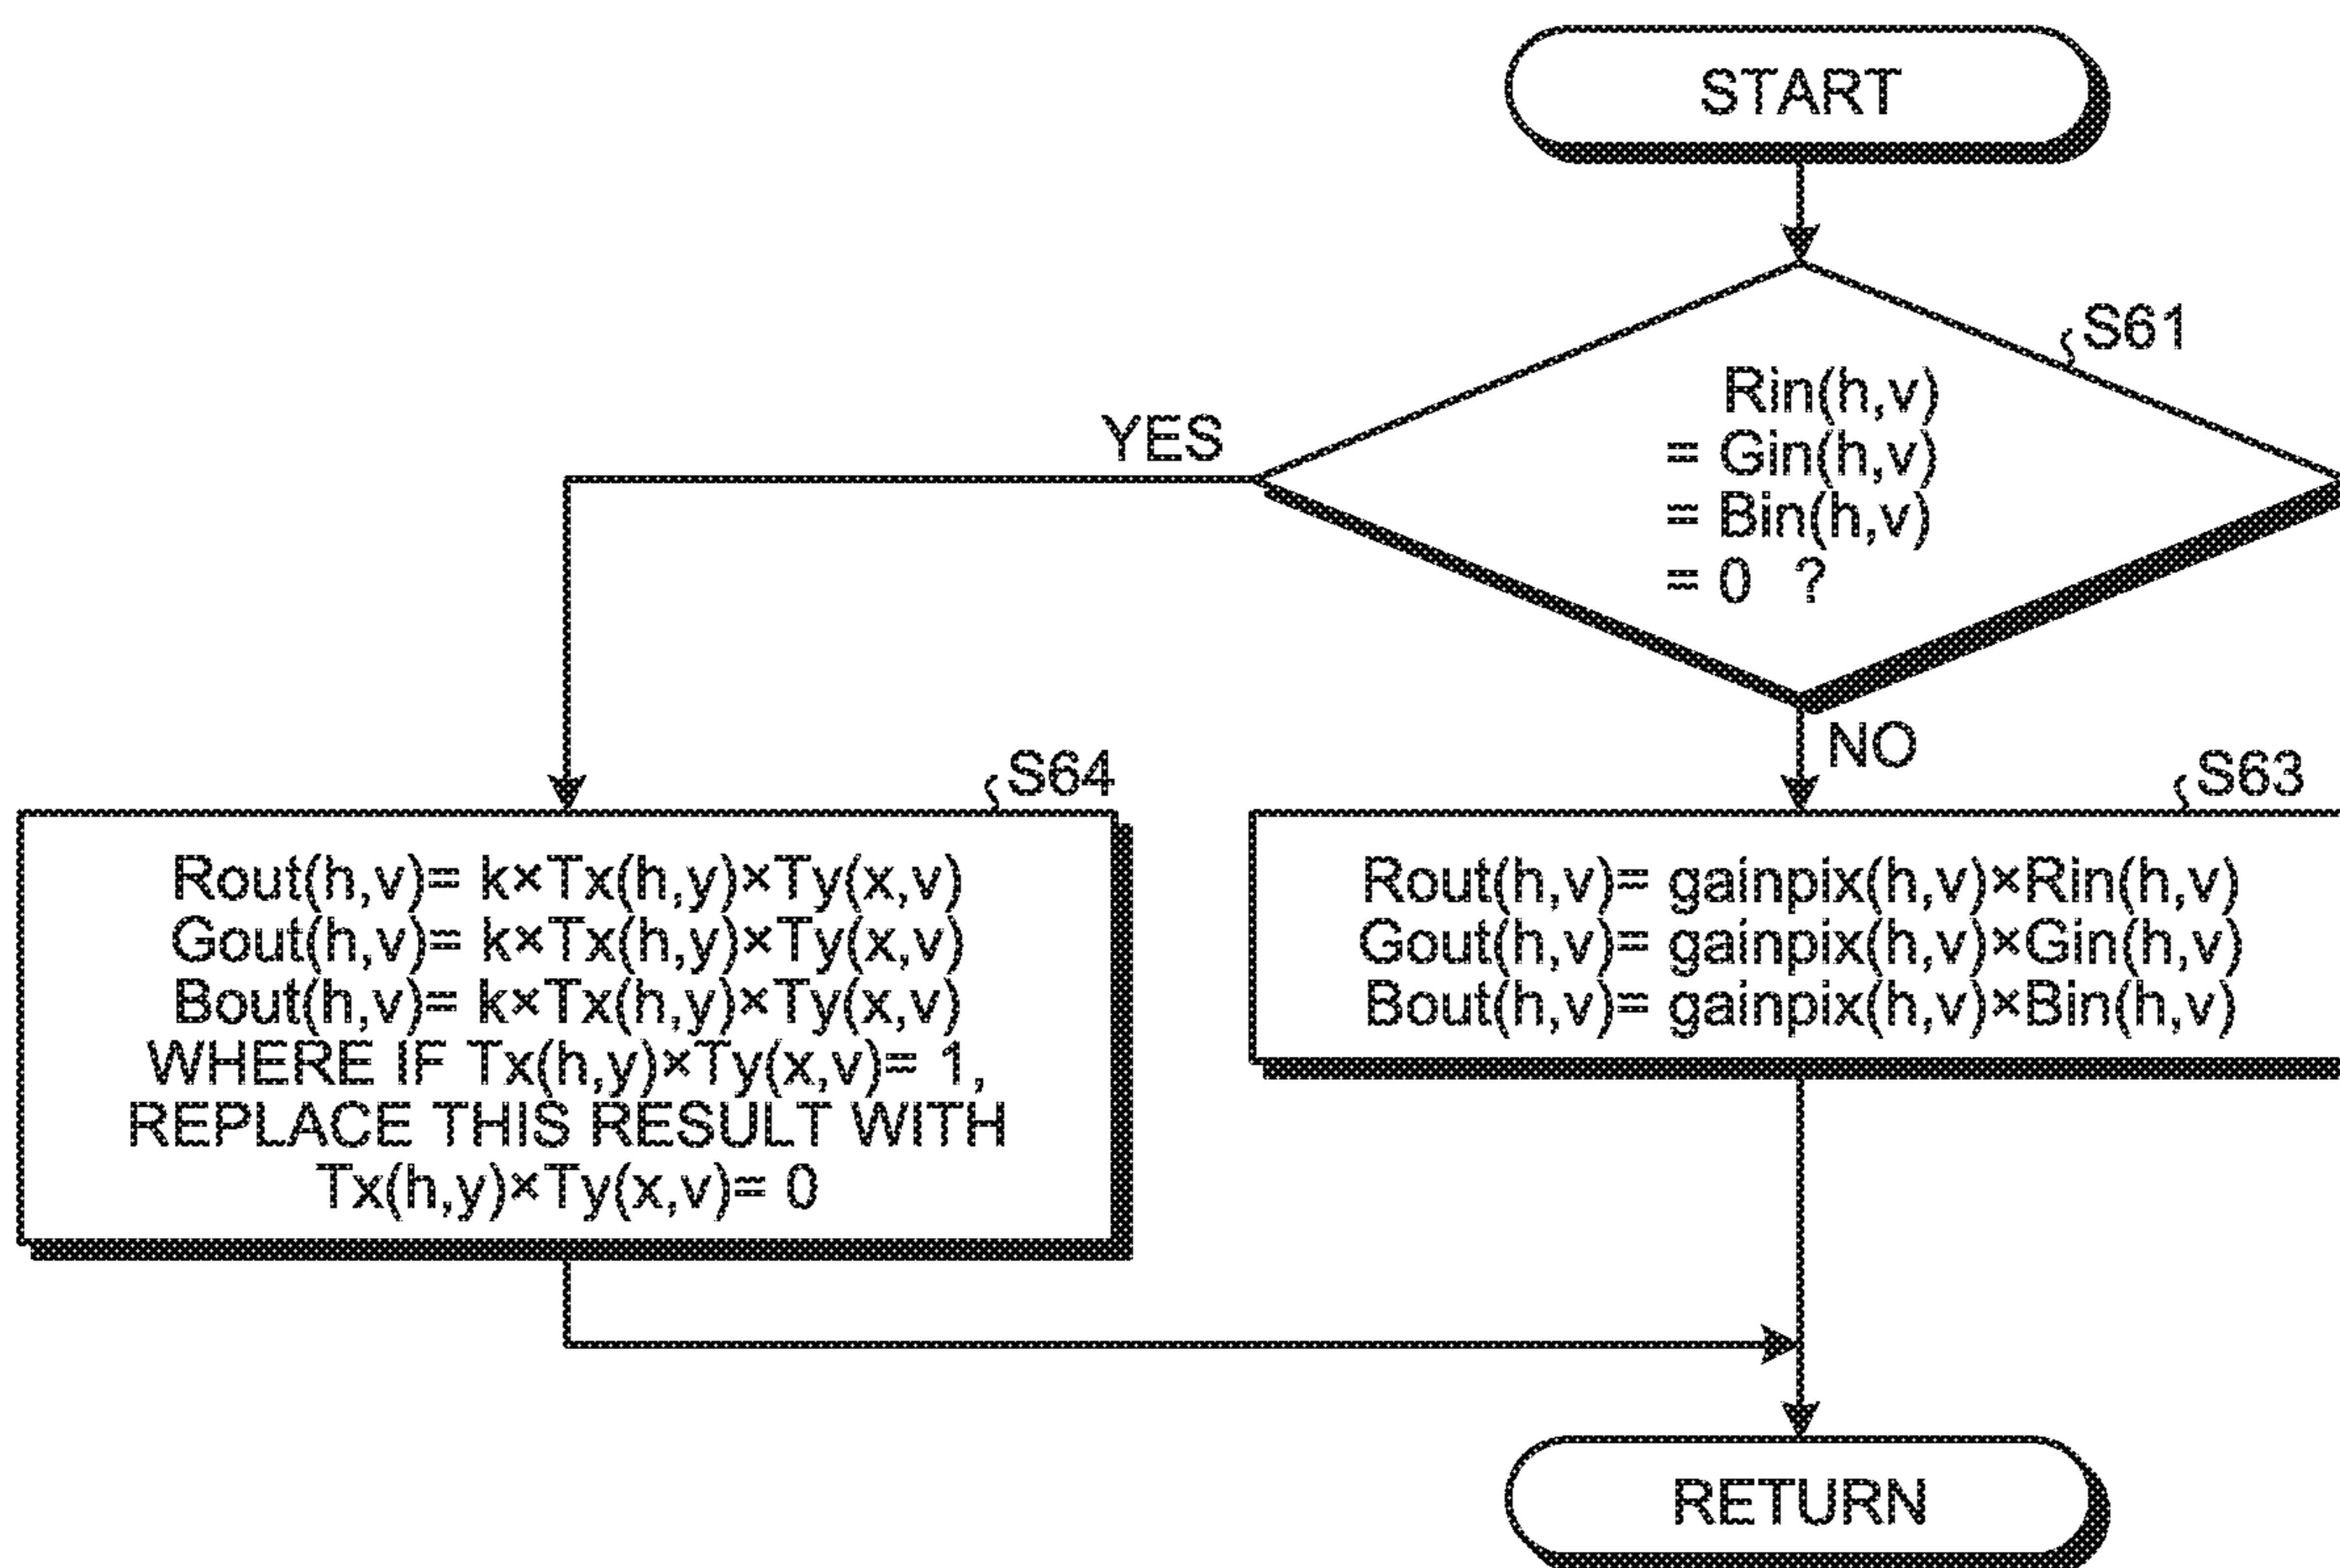 START
S61
Rin(h,v)
= Gin(h,v)
= Bin(h,v)
= 0 ?
YES
NO
S64
Rout(h,v)= k×Tx(h,y)×Ty(x,v)
Gout(h,v)= k×Tx(h,y)×Ty(x,v)
Bout(h,v)= k×Tx(h,y)×Ty(x,v)
WHERE IF Tx(h,y)×Ty(x,v)= 1,
REPLACE THIS RESULT WITH
Tx(h,y)×Ty(x,v)= 0
S63
Rout(h,v)= gainpix(h,v)×Rin(h,v)
Gout(h,v)= gainpix(h,v)×Gin(h,v)
Bout(h,v)= gainpix(h,v)×Bin(h,v)
RETURN